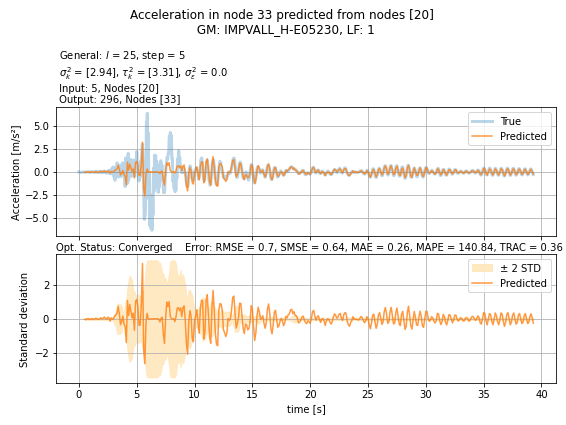 Acceleration in node 33 predicted from nodes [20]
GM: IMPVALL_H-E05230, LF: 1
General: l = 25, step = 5
σ²ₖ = [2.94], τ²ₖ = [3.31], σ²ε = 0.0
Input: 5, Nodes [20]
Output: 296, Nodes [33]
Acceleration [m/s²]
5.0
2.5
0.0
−2.5
−5.0
True
Predicted
Opt. Status: Converged Error: RMSE = 0.7, SMSE = 0.64, MAE = 0.26, MAPE = 140.84, TRAC = 0.36
Standard deviation
2
0
−2
± 2 STD
Predicted
0 5 10 15 20 25 30 35 40
time [s]